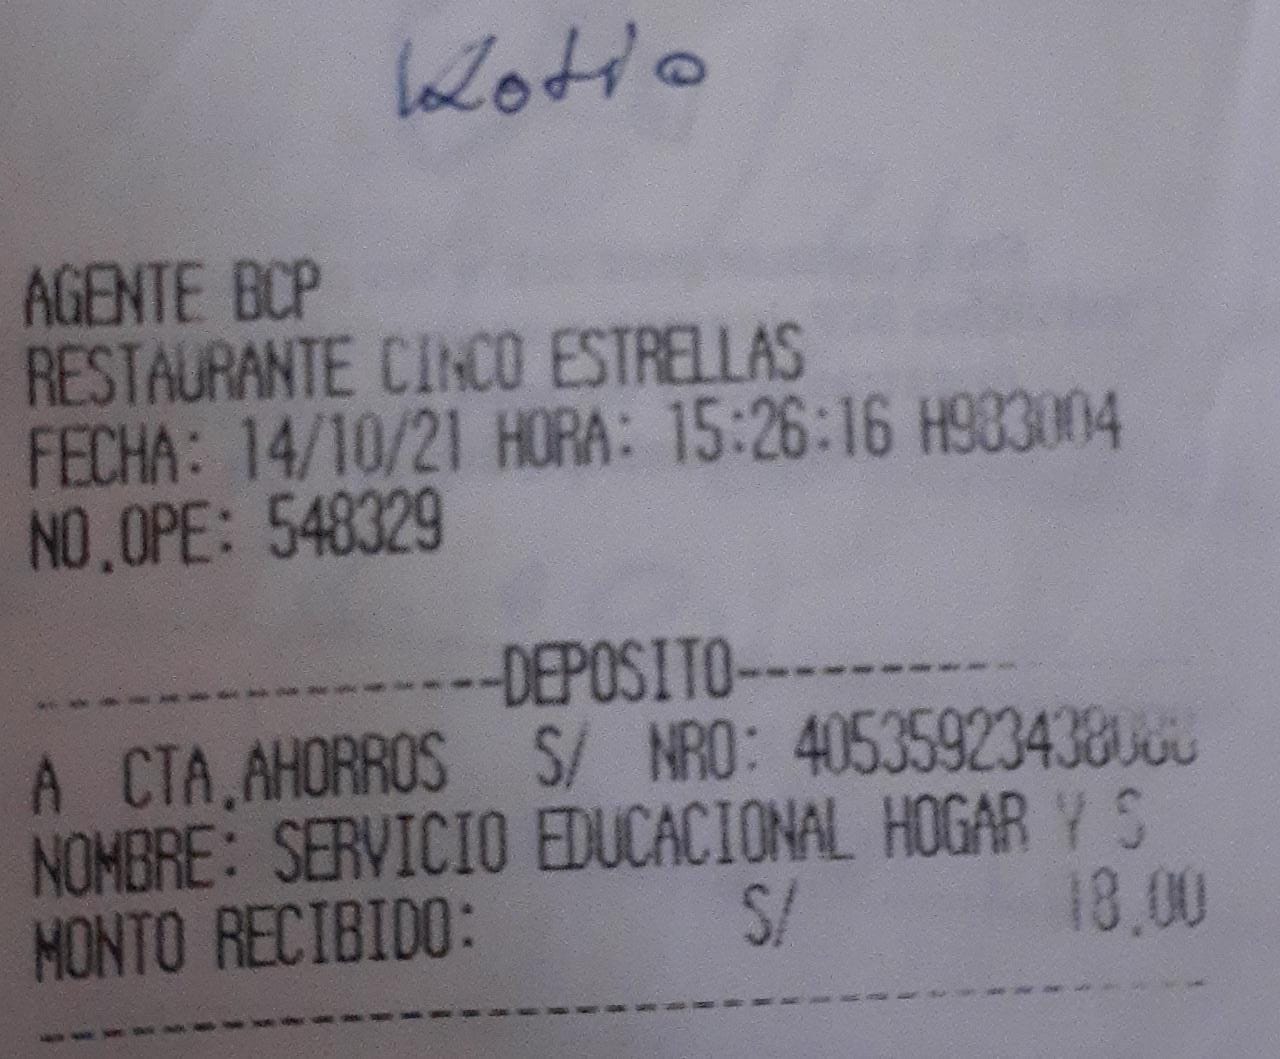 AGENTE BCP
RESTAURANTE CINCO ESTRELLAS
FECHA: 14/10/21 HORA: 15:26:16 H983004
NO.OPE: 548329
-----------------DEPOSITO-----------
A CTA.AHORROS S/ NRO:
NOMBRE: SERVICIO EDUCACIONAL HOGAR Y S
MONTO RECIBIDO: S/ 18.00